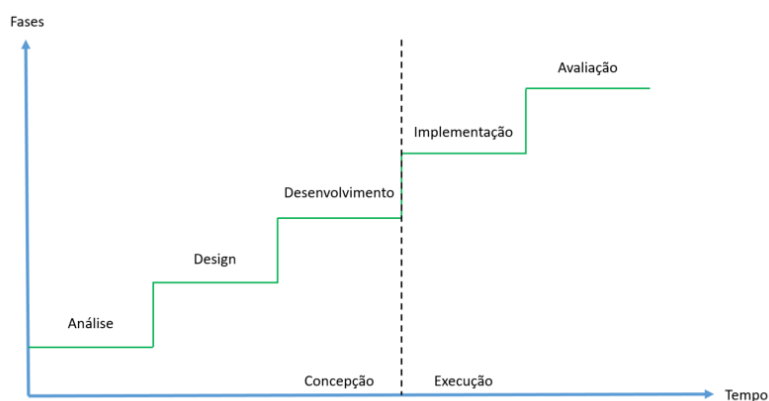 Fases
Avaliação
Implementação
Desenvolvimento
Design
Análise
Concepção
Execução
Tempo